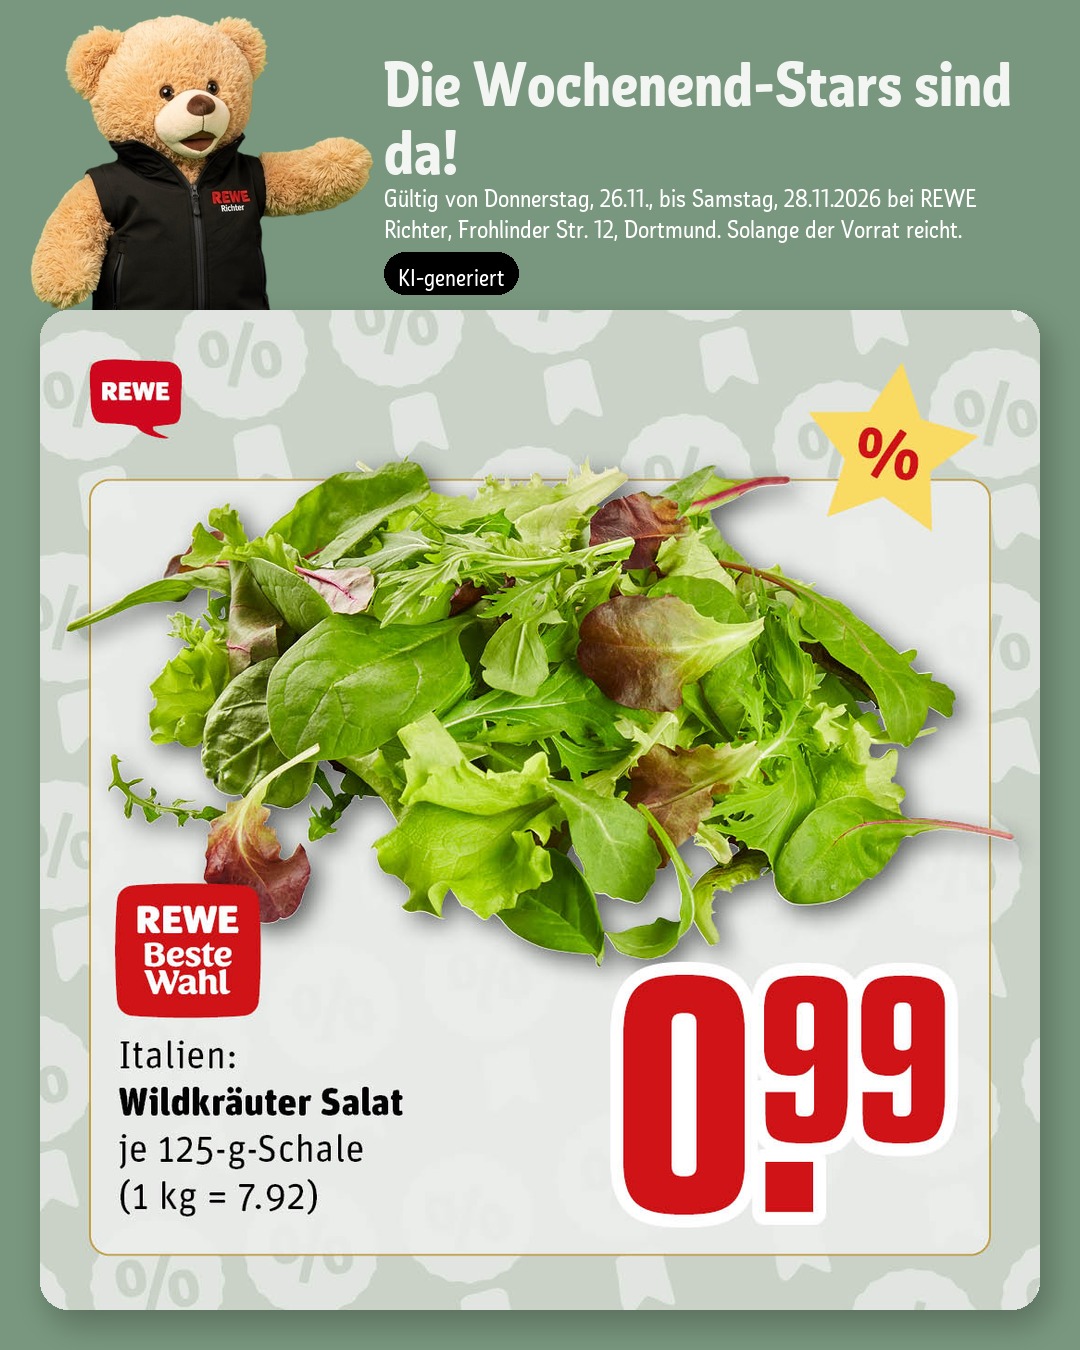 REWE
Richter
Die Wochenend-Stars sind
da!
Gültig von Donnerstag, 26.11., bis Samstag, 28.11.2026 bei REWE
Richter, Frohlinder Str. 12, Dortmund. Solange der Vorrat reicht.
KI-generiert
REWE
%
REWE
Beste
Wahl
Italien:
Wildkräuter Salat
je 125-g-Schale
(1 kg = 7.92)
0.99